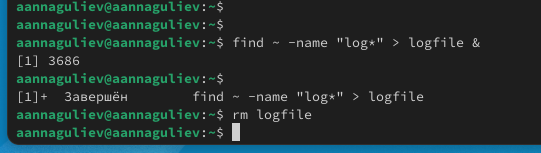 aannaguliev@aannaguliev:~$
aannaguliev@aannaguliev:~$
aannaguliev@aannaguliev:~$ find ~ -name "log*" > logfile &
[1] 3686
aannaguliev@aannaguliev:~$
[1]+  Завершён        find ~ -name "log*" > logfile
aannaguliev@aannaguliev:~$ rm logfile
aannaguliev@aannaguliev:~$